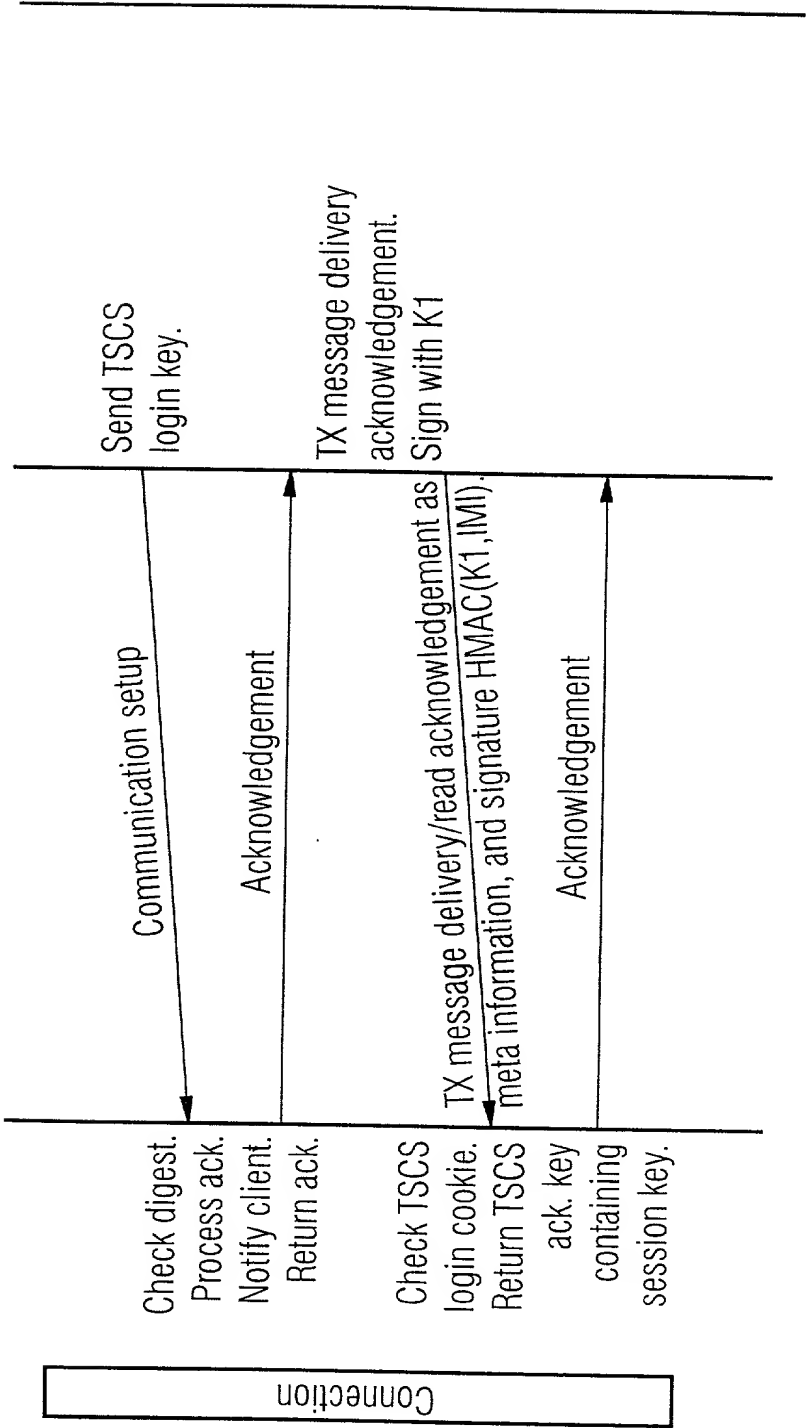 Send TSCS
login key.
Communication setup
Check digest.
Process ack.
Notify client.
Return ack.
Acknowledgement
TX message delivery
acknowledgement.
Sign with K1
TX message delivery/read acknowledgement as
meta information, and signature HMAC(K1,IMI).
Check TSCS
login cookie.
Return TSCS
ack. key
containing
session key.
Acknowledgement
Connection